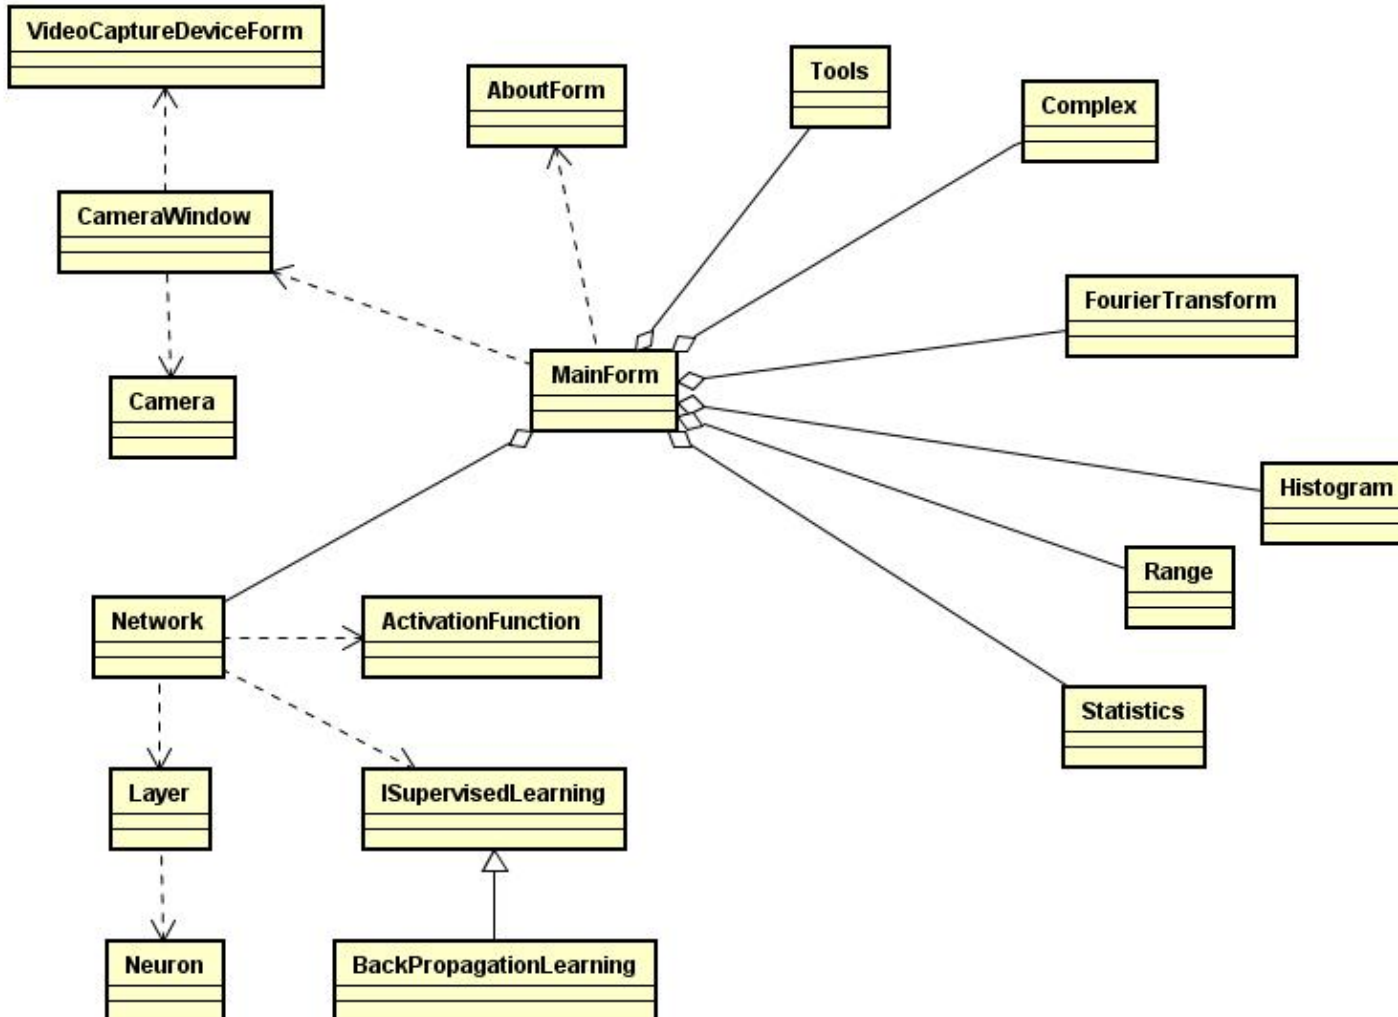 VideoCaptureDeviceForm
AboutForm
Tools
Complex
CameraWindow
FourierTransform
MainForm
Camera
Histogram
Range
Network
ActivationFunction
Statistics
Layer
ISupervisedLearning
Neuron
BackPropagationLearning